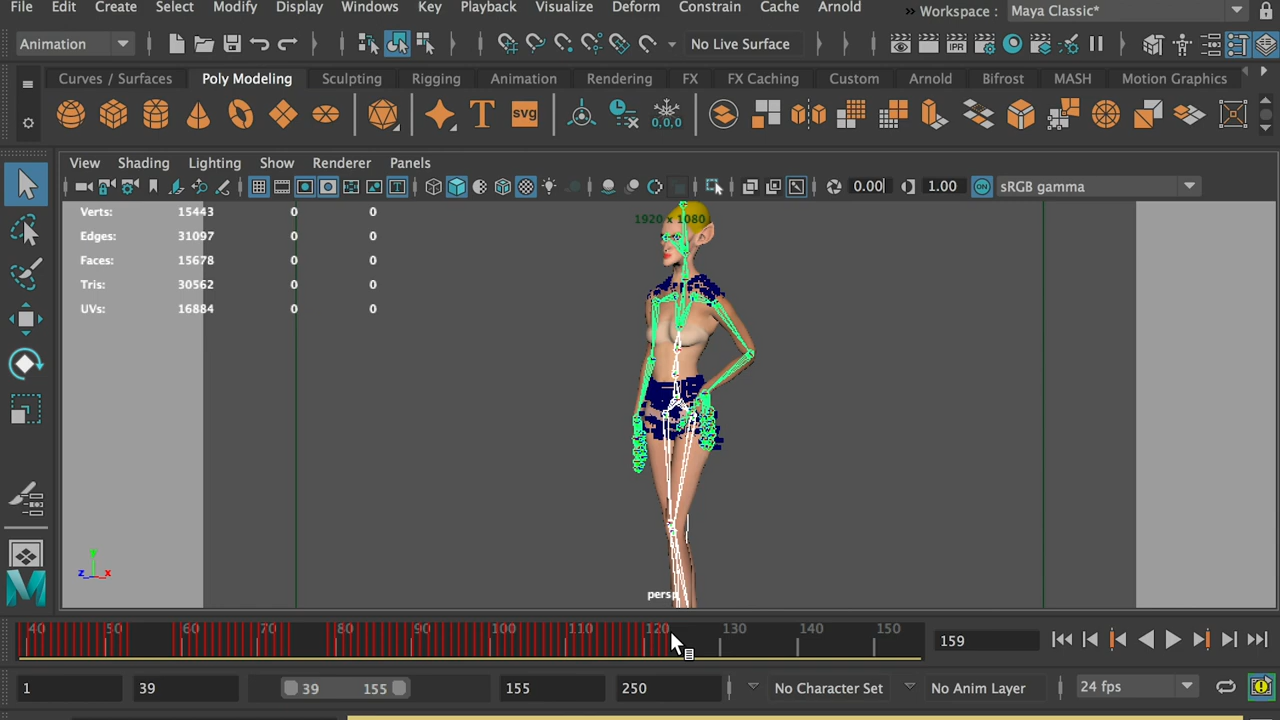 File Edit Create Select Modify Display Windows Key Playback Visualize Deform Constrain Cache Arnold » Workspace : Maya Classic*
Animation No Live Surface IPR
Curves / Surfaces Poly Modeling Sculpting Rigging Animation Rendering FX FX Caching Custom Arnold Bifrost MASH Motion Graphics
T svg 0,0,0
View Shading Lighting Show Renderer Panels
T 0.00 1.00 ON sRGB gamma
Verts: 15443 0 0
1920 x 1080
Edges: 31097 0 0
Faces: 15678 0 0
Tris: 30562 0 0
UVs: 16884 0 0
y
z x
persp
40 50 60 70 80 90 100 110 120 130 140 150 159
1 39 39 155 155 250 No Character Set No Anim Layer 24 fps